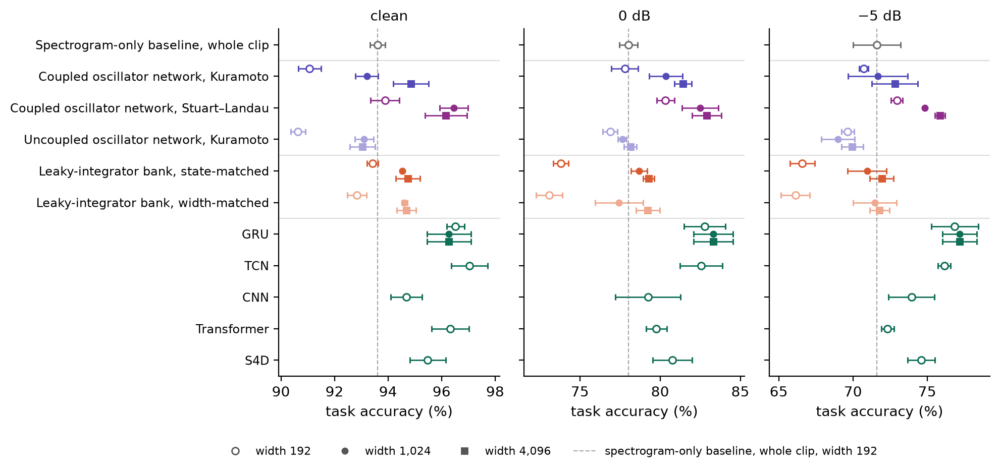 clean
0 dB
−5 dB
Spectrogram-only baseline, whole clip
Coupled oscillator network, Kuramoto
Coupled oscillator network, Stuart–Landau
Uncoupled oscillator network, Kuramoto
Leaky-integrator bank, state-matched
Leaky-integrator bank, width-matched
GRU
TCN
CNN
Transformer
S4D
90 92 94 96 98
75 80 85
65 70 75
task accuracy (%)
task accuracy (%)
task accuracy (%)
width 192
width 1,024
width 4,096
spectrogram-only baseline, whole clip, width 192